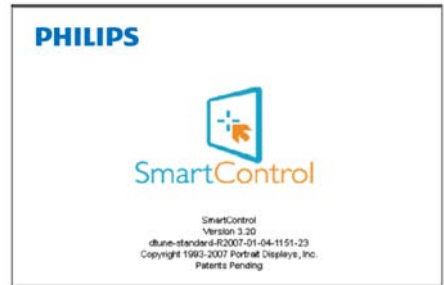 PHILIPS
SmartControl
SmartControl
Version 3.20
dtune-standard-R2007-01-04-1151-23
Copyright 1993-2007 Portrait Displays, Inc.
Patents Pending